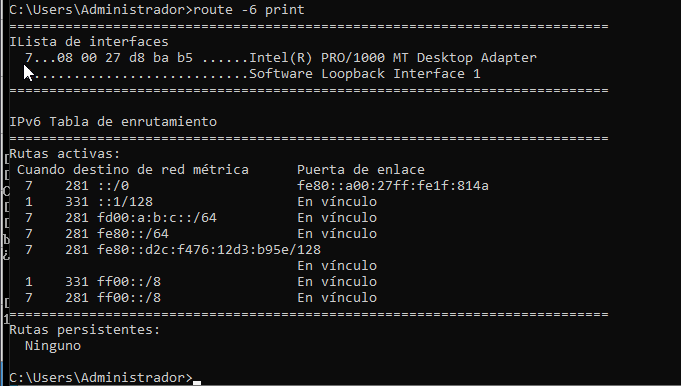 C:\Users\Administrador>route -6 print
===========================================================================
ILista de interfaces
  7...08 00 27 d8 ba b5 ......Intel(R) PRO/1000 MT Desktop Adapter
  ...........................Software Loopback Interface 1
===========================================================================
IPv6 Tabla de enrutamiento
===========================================================================
Rutas activas:
 Cuando destino de red métrica      Puerta de enlace
  7    281 ::/0                     fe80::a00:27ff:fe1f:814a
  1    331 ::1/128                  En vínculo
  7    281 fd00:a:b:c::/64          En vínculo
  7    281 fe80::/64                En vínculo
  7    281 fe80::d2c:f476:12d3:b95e/128
                                    En vínculo
  1    331 ff00::/8                 En vínculo
  7    281 ff00::/8                 En vínculo
===========================================================================
Rutas persistentes:
  Ninguno
C:\Users\Administrador>